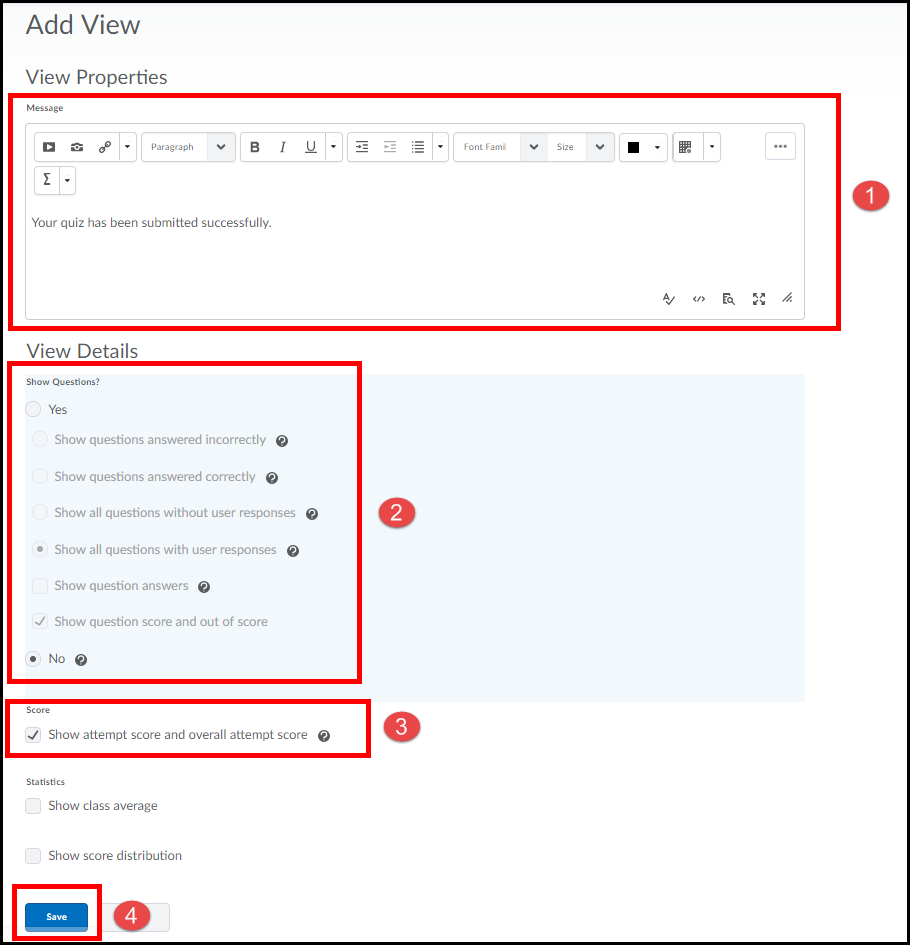 Add View
View Properties
Message
Paragraph B I U Font Fami Size
Σ
1
Your quiz has been submitted successfully.
View Details
Show Questions?
Yes
Show questions answered incorrectly ?
Show questions answered correctly ?
Show all questions without user responses ?
2
Show all questions with user responses ?
Show question answers ?
Show question score and out of score
No ?
Score
Show attempt score and overall attempt score ?
3
Statistics
Show class average
Show score distribution
Save
4